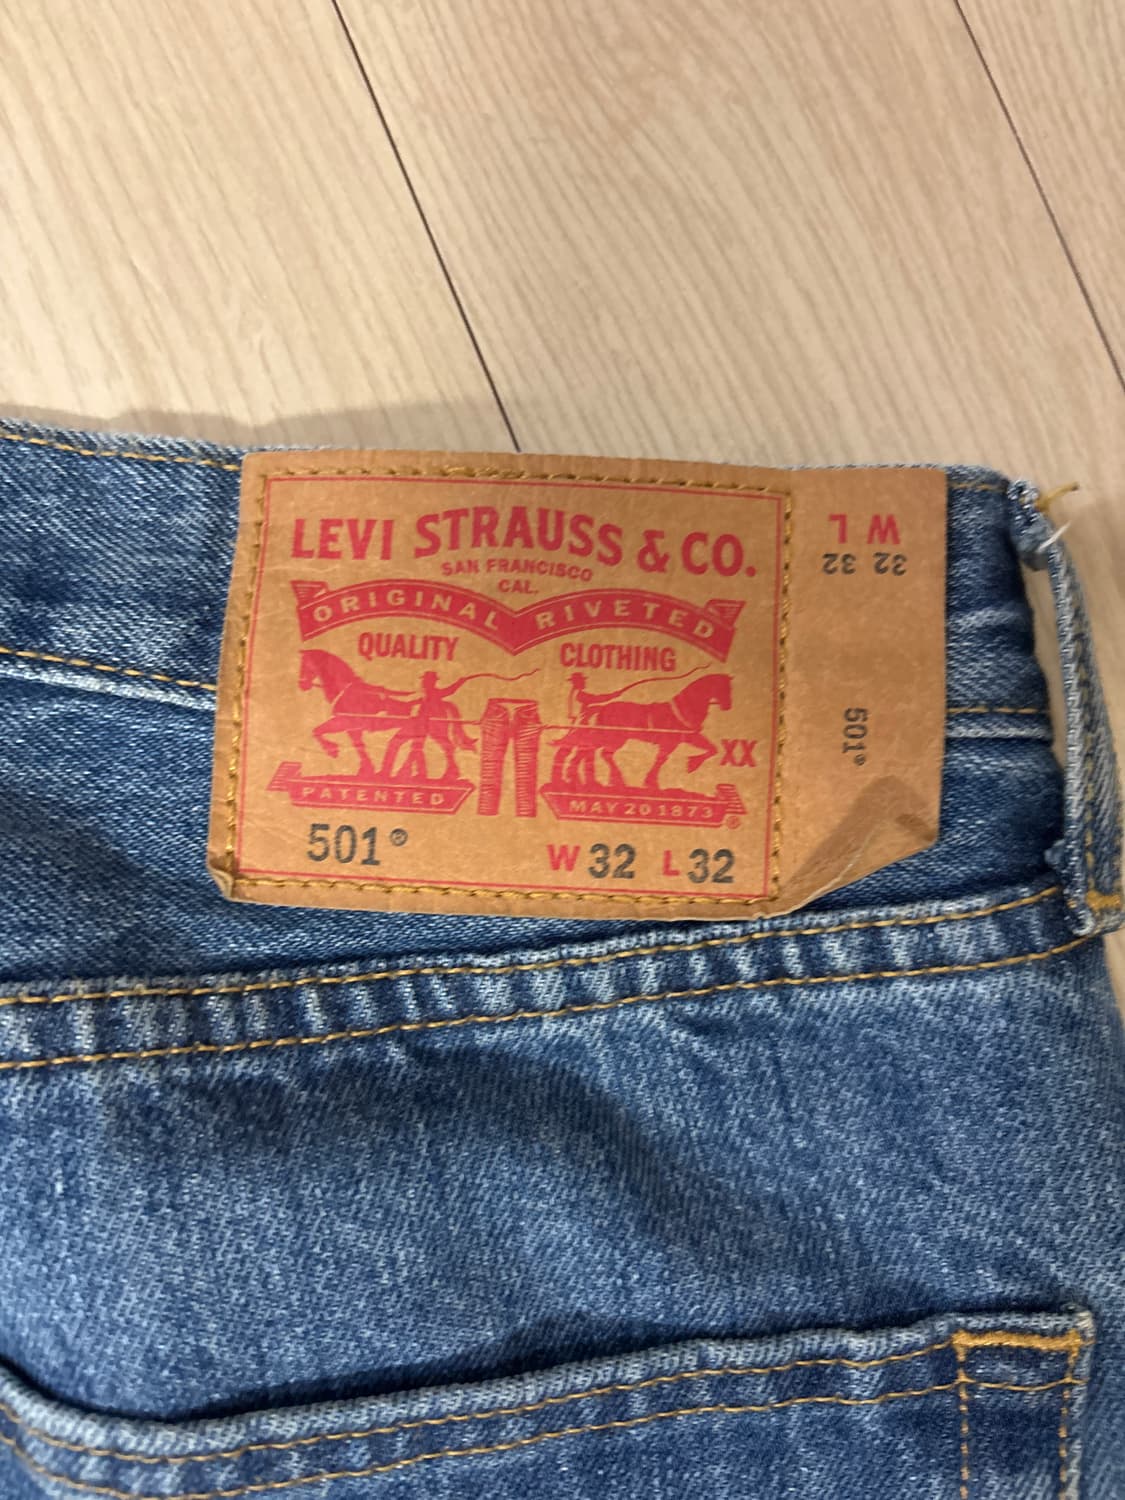 LEVI STRAUSS & CO.
SAN FRANCISCO
CAL.
ORIGINAL RIVETED
QUALITY CLOTHING
XX
PATENTED MAY 20 1873 ®
501® W 32 L 32
W L
32 32
501®